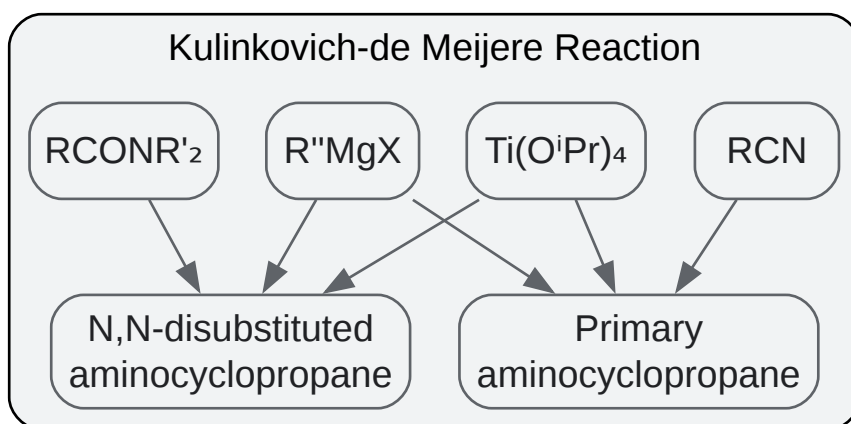 Kulinkovich-de Meijere Reaction
RCONR'₂
R"MgX
Ti(OⁱPr)₄
RCN
N,N-disubstituted
aminocyclopropane
Primary
aminocyclopropane